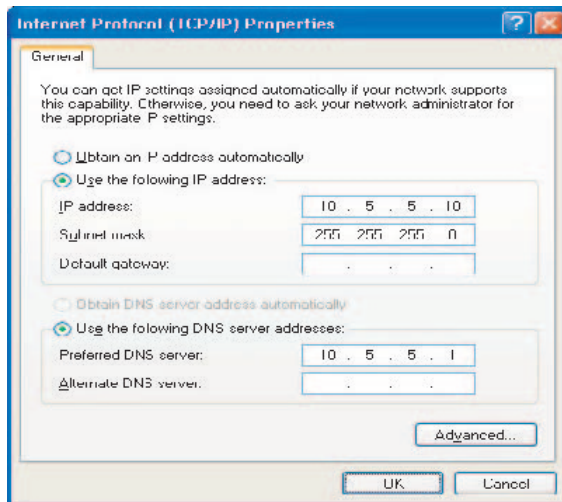 Internet Protocol (TCP/IP) Properties
General
You can get IP settings assigned automatically if your network supports
this capability. Otherwise, you need to ask your network administrator for
the appropriate IP settings.
Obtain an IP address automatically
Use the following IP address:
IP address: 10 . 5 . 5 . 10
Subnet mask 255 255 255 0
Default gateway: . . .
Obtain DNS server address automatically
Use the following DNS server addresses:
Preferred DNS server: 10 . 5 . 5 . 1
Alternate DNS server: . . .
Advanced...
OK Cancel